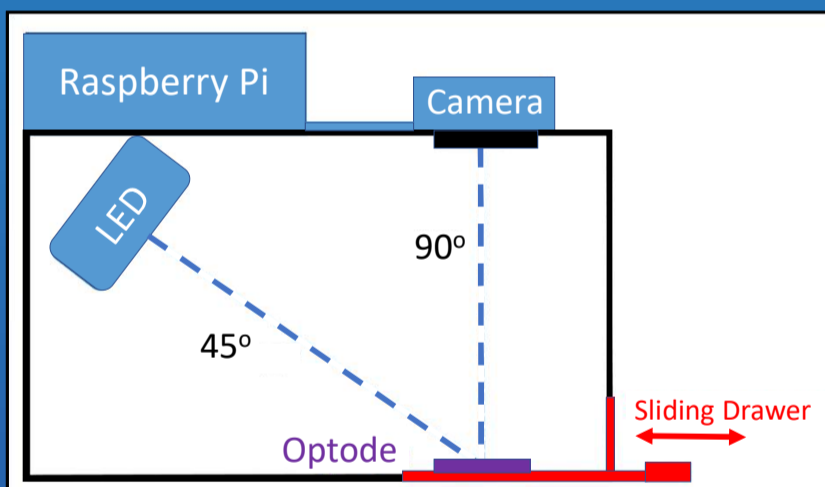 Raspberry Pi
Camera
LED
90º
45º
Sliding Drawer
Optode